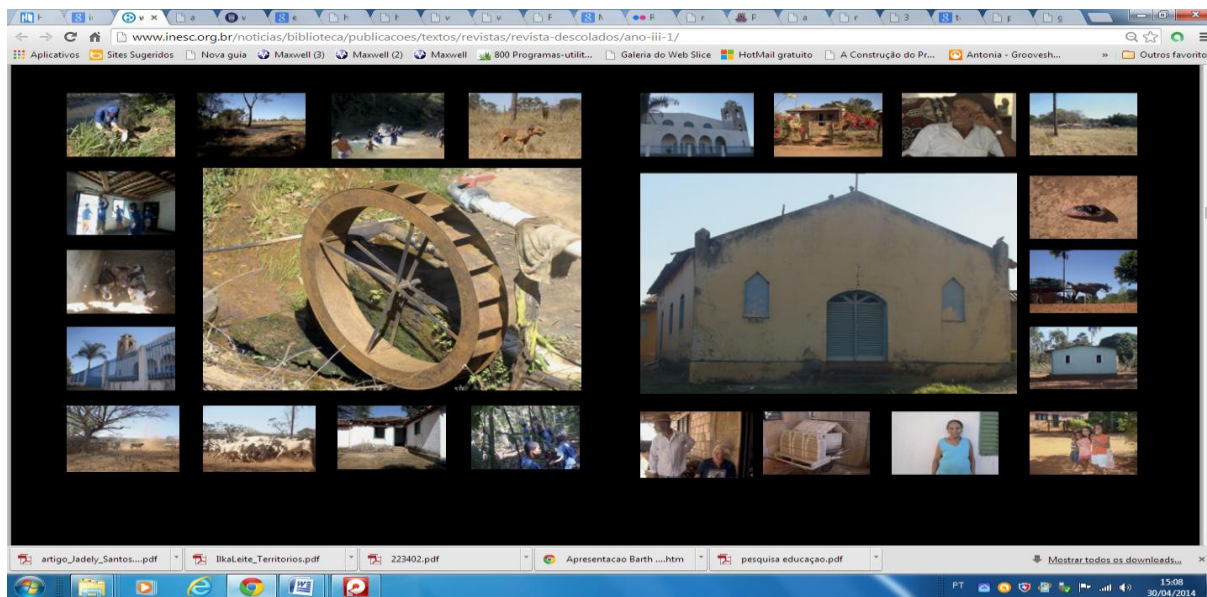 www.inesc.org.br/noticias/biblioteca/publicacoes/textos/revistas/revista-descolados/ano-iii-1/
Aplicativos Sites Sugeridos Nova guia Maxwell (3) Maxwell (2) Maxwell 800 Programas-utilit... Galeria do Web Slice HotMail gratuito A Construção do Pr... Antonia - Groovesh... » Outros favorito
artigo_Jadely_Santos....pdf IlkaLeite_Territorios.pdf 223402.pdf Apresentacao Barth ....htm pesquisa educaçao.pdf Mostrar todos os downloads...
PT 15:08
30/04/2014